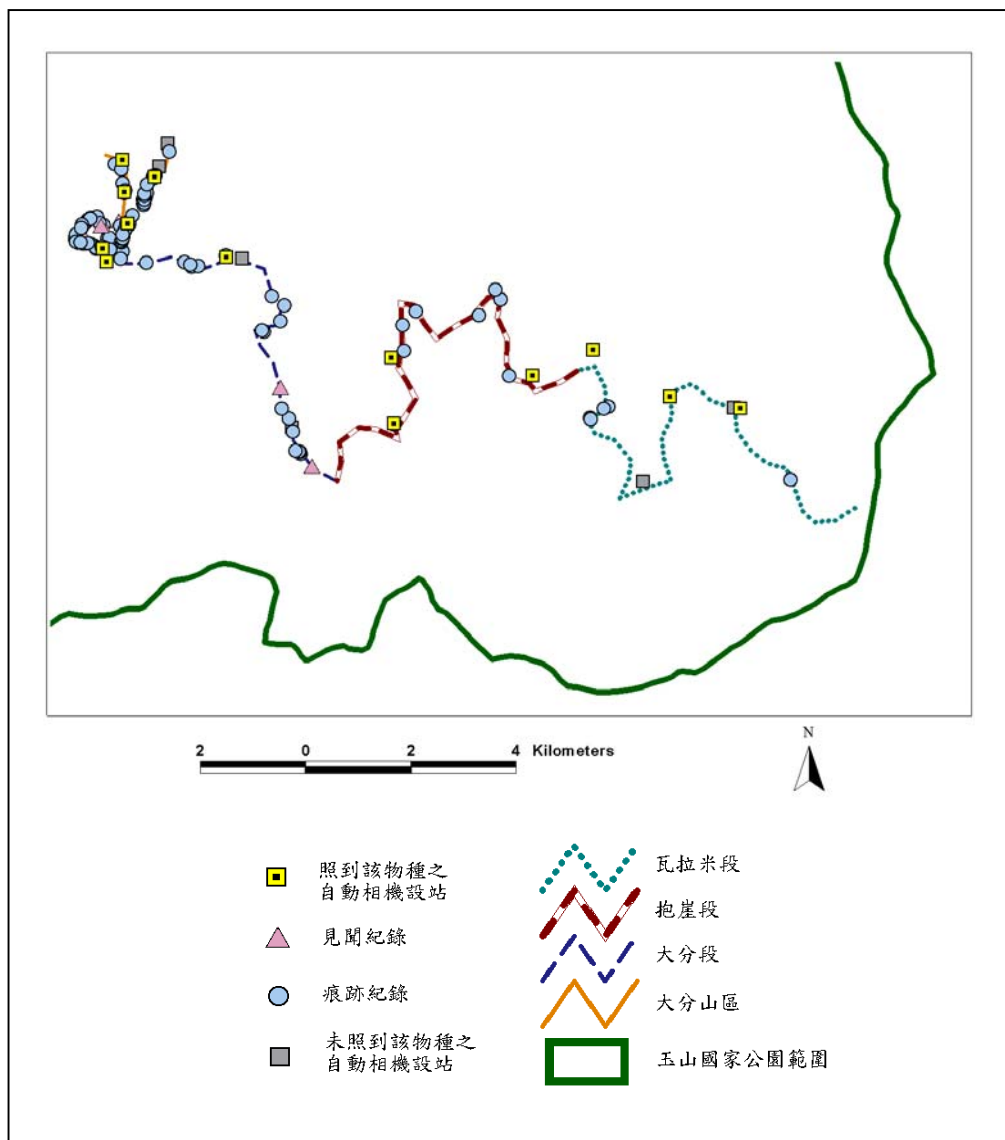 N
2 0 2 4 Kilometers
照到該物種之
自動相機設站
見聞紀錄
痕跡紀錄
未照到該物種之
自動相機設站
瓦拉米段
抱崖段
大分段
大分山區
玉山國家公園範圍